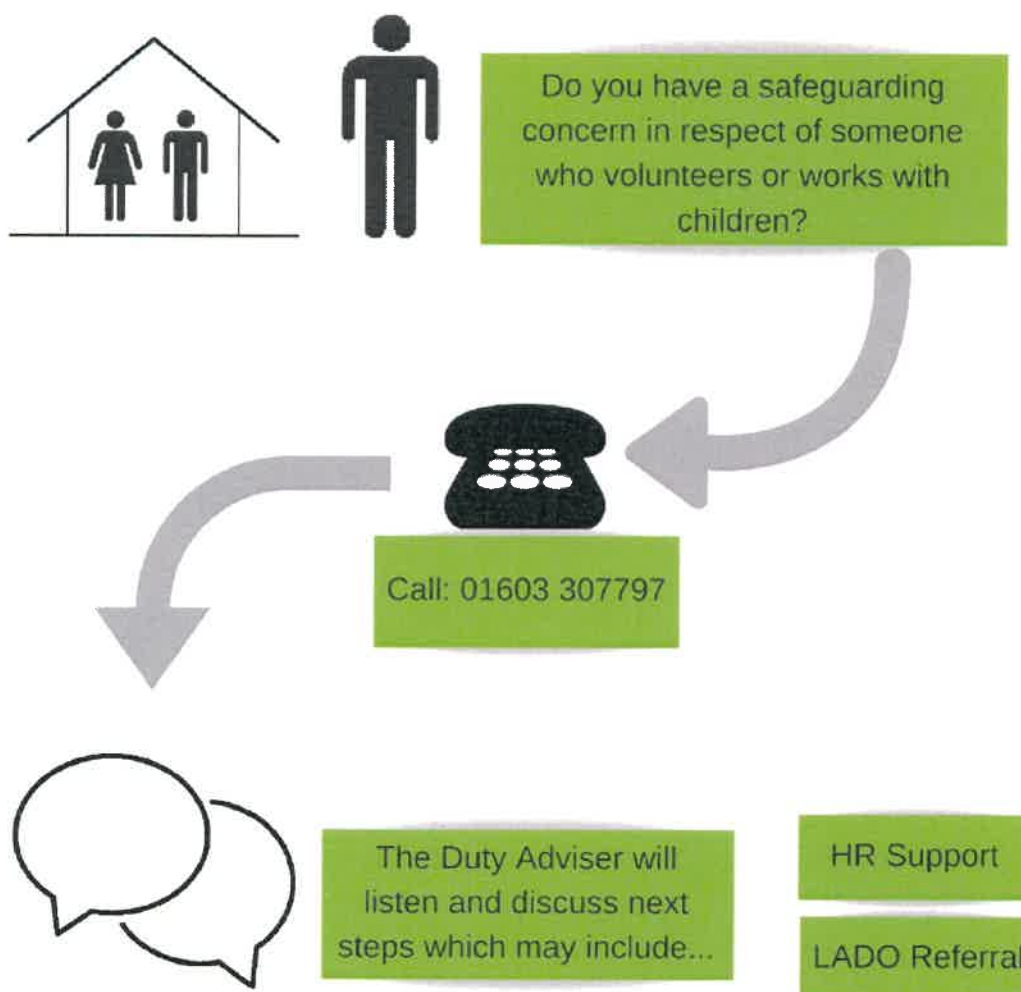 Do you have a safeguarding
concern in respect of someone
who volunteers or works with
children?
Call: 01603 307797
The Duty Adviser will
listen and discuss next
steps which may include...
HR Support
LADO Referral